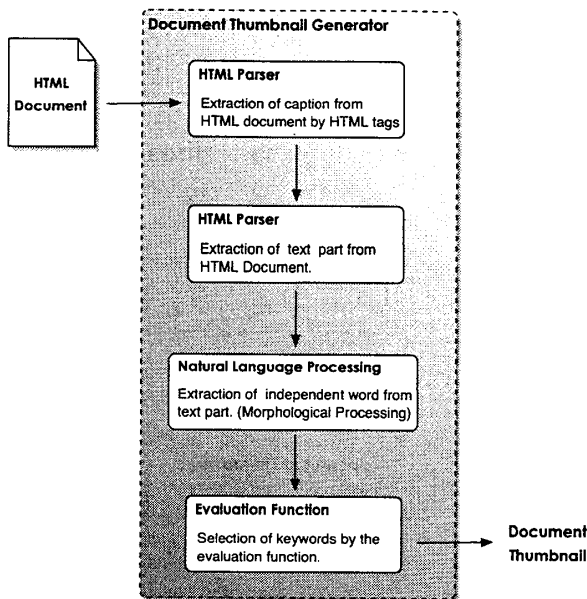 Document Thumbnail Generator
HTML
Document
HTML Parser
Extraction of caption from
HTML document by HTML tags
HTML Parser
Extraction of text part from
HTML Document.
Natural Language Processing
Extraction of independent word from
text part. (Morphological Processing)
Evaluation Function
Selection of keywords by the
evaluation function.
Document
Thumbnail